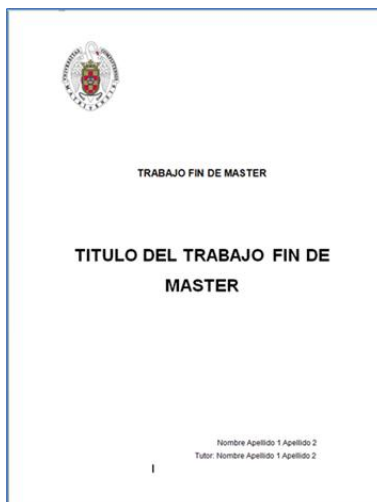 TRABAJO FIN DE MASTER
TITULO DEL TRABAJO FIN DE
MASTER
Nombre Apellido 1 Apellido 2
Tutor: Nombre Apellido 1 Apellido 2